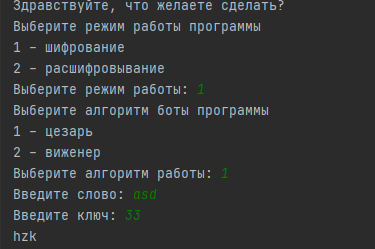 Здравствуйте, что желаете сделать?
Выберите режим работы программы
1 - шифрование
2 - расшифровывание
Выберите режим работы: 1
Выберите алгоритм боты программы
1 - цезарь
2 - виженер
Выберите алгоритм работы: 1
Введите слово: asd
Введите ключ: 33
hzk